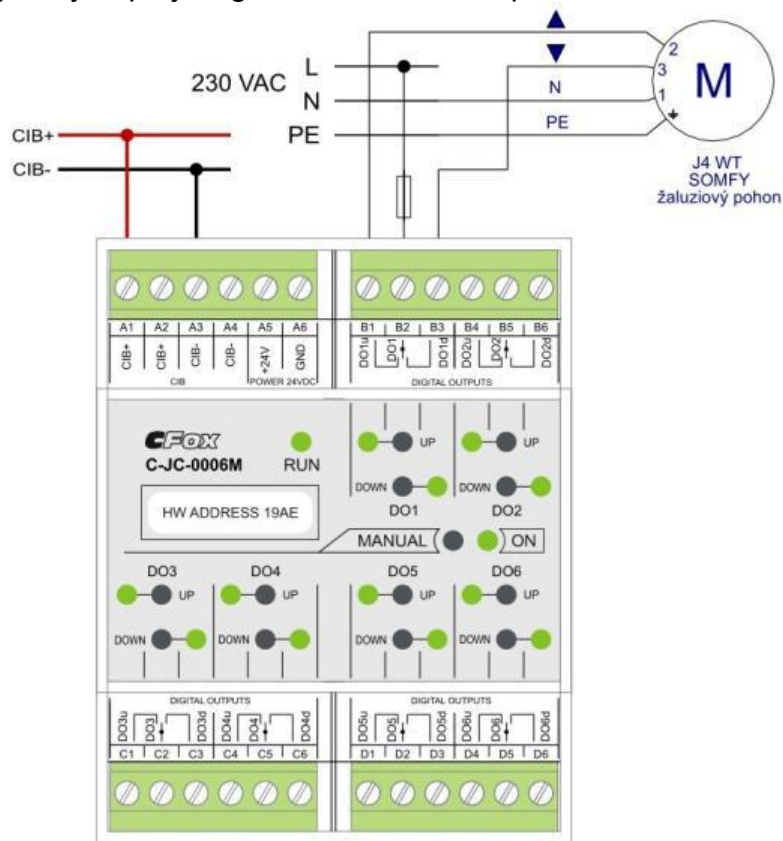 2
3
1
M
L
N
PE
230 VAC
N
PE
CIB+
CIB-
J4 WT
SOMFY
žaluziový pohon
A1 A2 A3 A4 A5 A6
CIB+ CIB+ CIB- CIB- +24V GND
CIB POWER 24VDC
B1 B2 B3 B4 B5 B6
DO1u DO1 DO1d DO2u DO2 DO2d
DIGITAL OUTPUTS
CFox
C-JC-0006M
RUN
HW ADDRESS 19AE
UP UP
DOWN DOWN
DO1 DO2
MANUAL ON
DO3 DO4 DO5 DO6
UP UP UP UP
DOWN DOWN DOWN DOWN
DIGITAL OUTPUTS
DO3u DO3 DO3d DO4u DO4 DO4d
C1 C2 C3 C4 C5 C6
DIGITAL OUTPUTS
DO5u DO5 DO5d DO6u DO6 DO6d
D1 D2 D3 D4 D5 D6